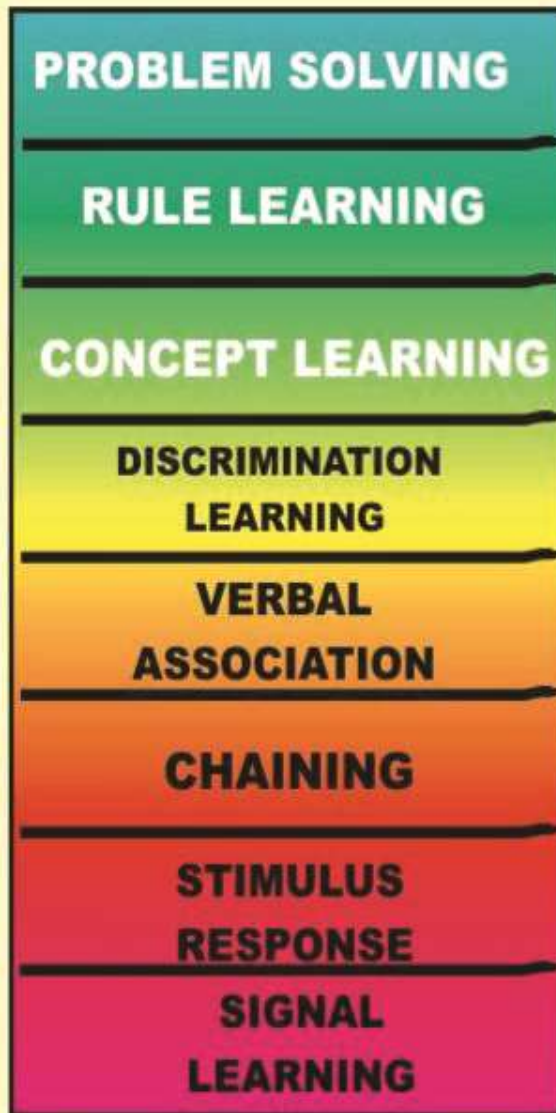 PROBLEM SOLVING
RULE LEARNING
CONCEPT LEARNING
DISCRIMINATION
LEARNING
VERBAL
ASSOCIATION
CHAINING
STIMULUS
RESPONSE
SIGNAL
LEARNING